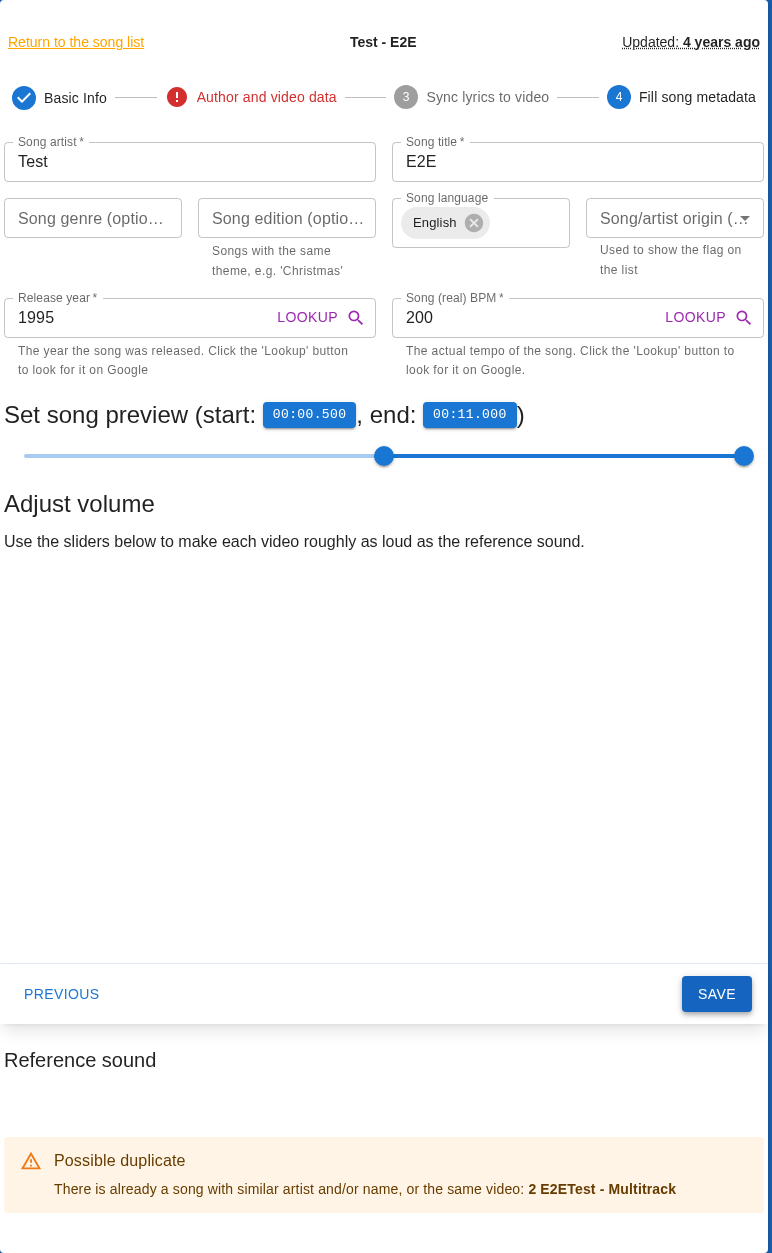 Return to the song list
Test - E2E
Updated: 4 years ago
Basic Info
Author and video data
3
Sync lyrics to video
4
Fill song metadata
Song artist *
Test
Song title *
E2E
Song genre (optio…
Song edition (optio…
Songs with the same
theme, e.g. 'Christmas'
Song language
English
Song/artist origin (…
Used to show the flag on
the list
Release year *
1995
LOOKUP
The year the song was released. Click the 'Lookup' button
to look for it on Google
Song (real) BPM *
200
LOOKUP
The actual tempo of the song. Click the 'Lookup' button to
look for it on Google.
Set song preview (start: 00:00.500, end: 00:11.000)
Adjust volume
Use the sliders below to make each video roughly as loud as the reference sound.
PREVIOUS
SAVE
Reference sound
Possible duplicate
There is already a song with similar artist and/or name, or the same video: 2 E2ETest - Multitrack